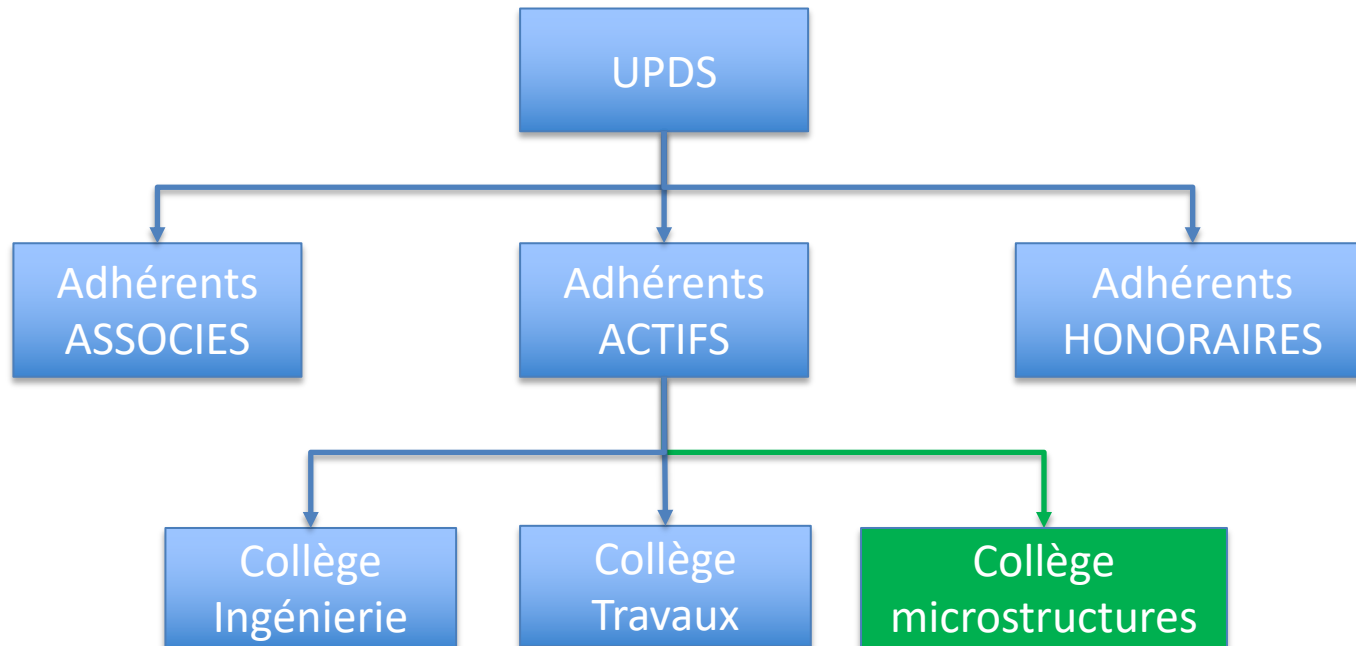 UPDS
Adhérents
ASSOCIES
Adhérents
ACTIFS
Adhérents
HONORAIRES
Collège
Ingénierie
Collège
Travaux
Collège
microstructures